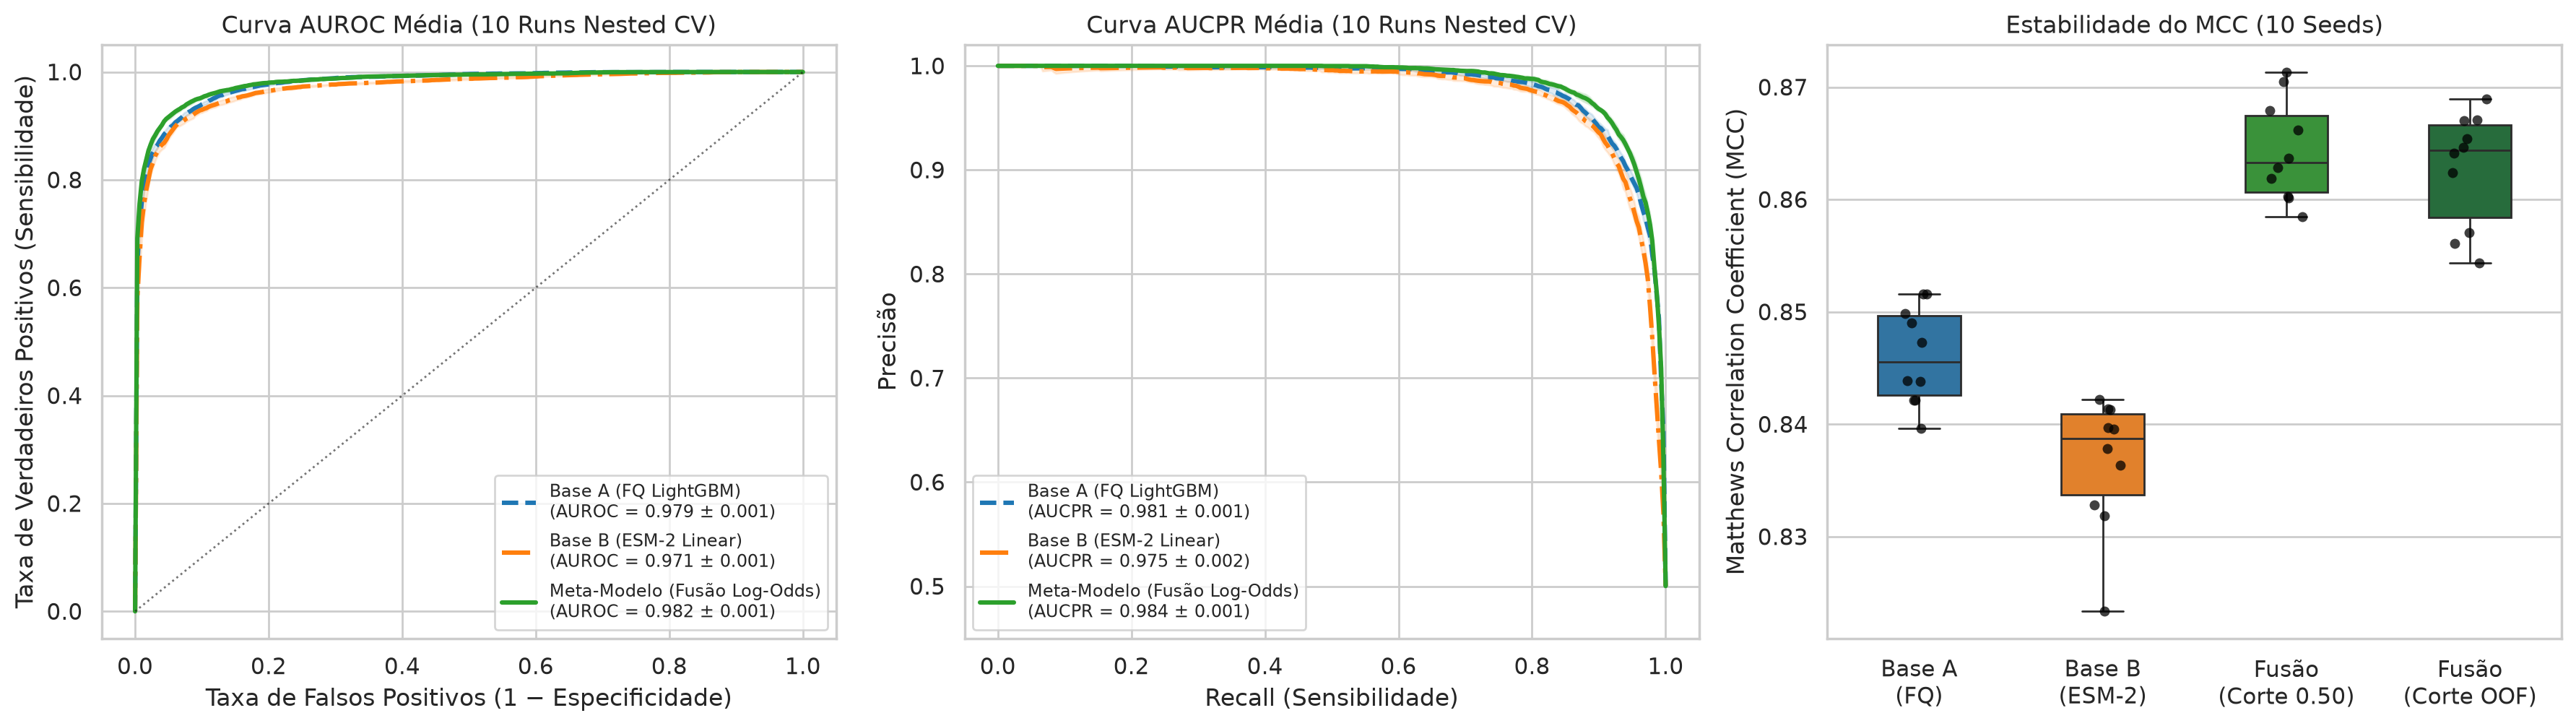 Curva AUROC Média (10 Runs Nested CV)
Taxa de Verdadeiros Positivos (Sensibilidade)
1.0
0.8
0.6
0.4
0.2
0.0
Base A (FQ LightGBM)
(AUROC = 0.979 ± 0.001)
Base B (ESM-2 Linear)
(AUROC = 0.971 ± 0.001)
Meta-Modelo (Fusão Log-Odds)
(AUROC = 0.982 ± 0.001)
0.0 0.2 0.4 0.6 0.8 1.0
Taxa de Falsos Positivos (1 − Especificidade)
Curva AUCPR Média (10 Runs Nested CV)
Precisão
1.0
0.9
0.8
0.7
0.6
0.5
Base A (FQ LightGBM)
(AUCPR = 0.981 ± 0.001)
Base B (ESM-2 Linear)
(AUCPR = 0.975 ± 0.002)
Meta-Modelo (Fusão Log-Odds)
(AUCPR = 0.984 ± 0.001)
0.0 0.2 0.4 0.6 0.8 1.0
Recall (Sensibilidade)
Estabilidade do MCC (10 Seeds)
Matthews Correlation Coefficient (MCC)
0.87
0.86
0.85
0.84
0.83
Base A
(FQ)
Base B
(ESM-2)
Fusão
(Corte 0.50)
Fusão
(Corte OOF)